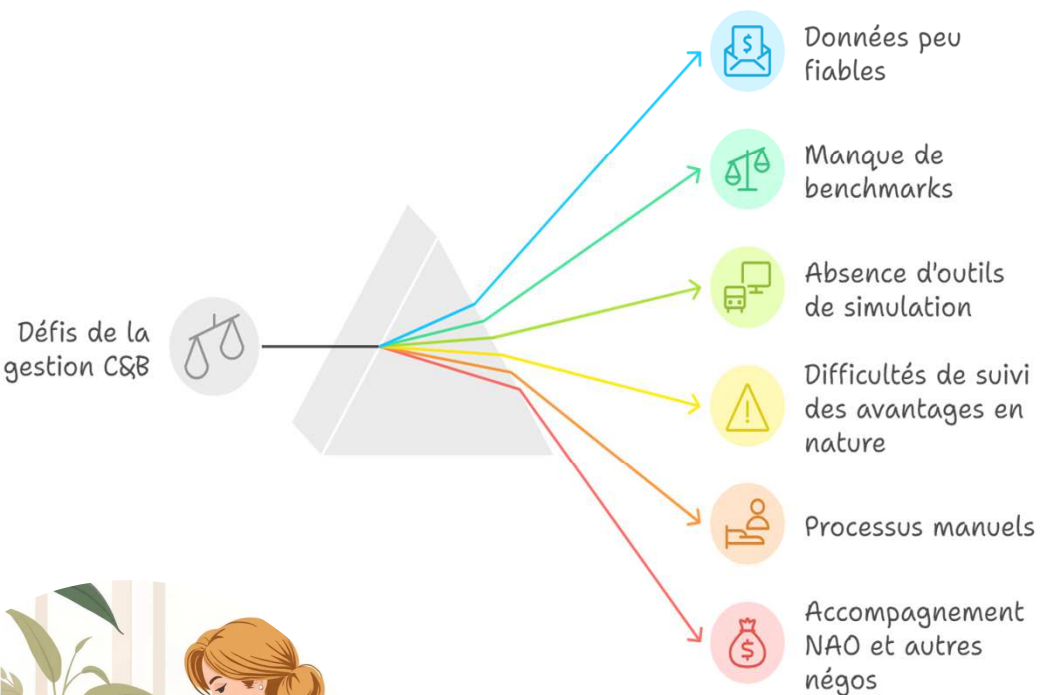 Données peu
fiables
Manque de
benchmarks
Absence d'outils
de simulation
Défis de la
gestion C&B
Difficultés de suivi
des avantages en
nature
Processus manuels
Accompagnement
NAO et autres
négos